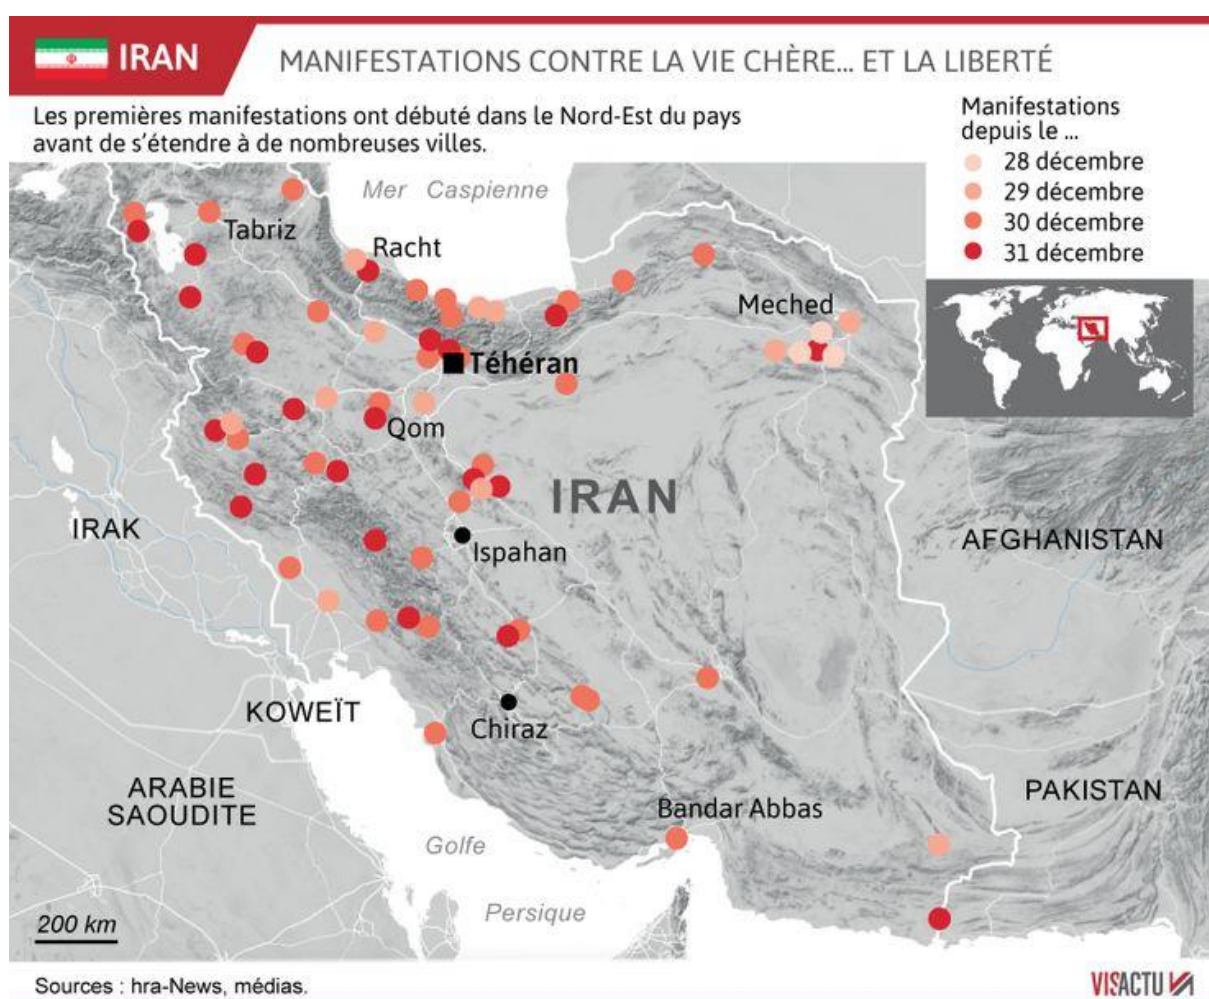 IRAN
MANIFESTATIONS CONTRE LA VIE CHÈRE... ET LA LIBERTÉ
Les premières manifestations ont débuté dans le Nord-Est du pays
avant de s'étendre à de nombreuses villes.
Manifestations
depuis le ...
28 décembre
29 décembre
30 décembre
31 décembre
Mer Caspienne
Tabriz
Racht
Meched
Téhéran
Qom
IRAN
IRAK
Ispahan
AFGHANISTAN
KOWEÏT
Chiraz
ARABIE
SAOUDITE
PAKISTAN
Bandar Abbas
Golfe
Persique
200 km
Sources : hra-News, médias.
VISACTU